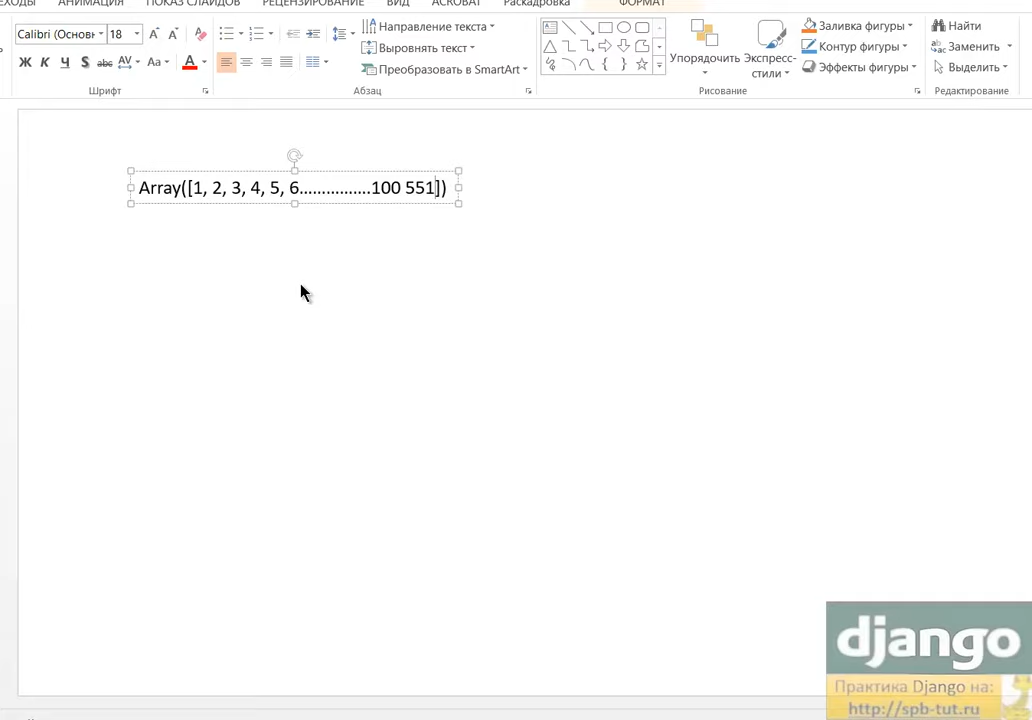 ЕХОДЫ АНИМАЦИЯ ПОКАЗ СЛАЙДОВ РЕЦЕНЗИРОВАНИЕ ВИД ACROBAT Раскадровка ФОРМАТ
Calibri (Основн 18
Направление текста
Выровнять текст
Преобразовать в SmartArt
Ж К Ч S abc AV Aa А
Упорядочить
Экспресс-
стили
Заливка фигуры
Контур фигуры
Эффекты фигуры
Найти
Заменить
Выделить
Шрифт Абзац Рисование Редактирование
Array([1, 2, 3, 4, 5, 6................100 551])
django
Практика Django на:
http://spb-tut.ru